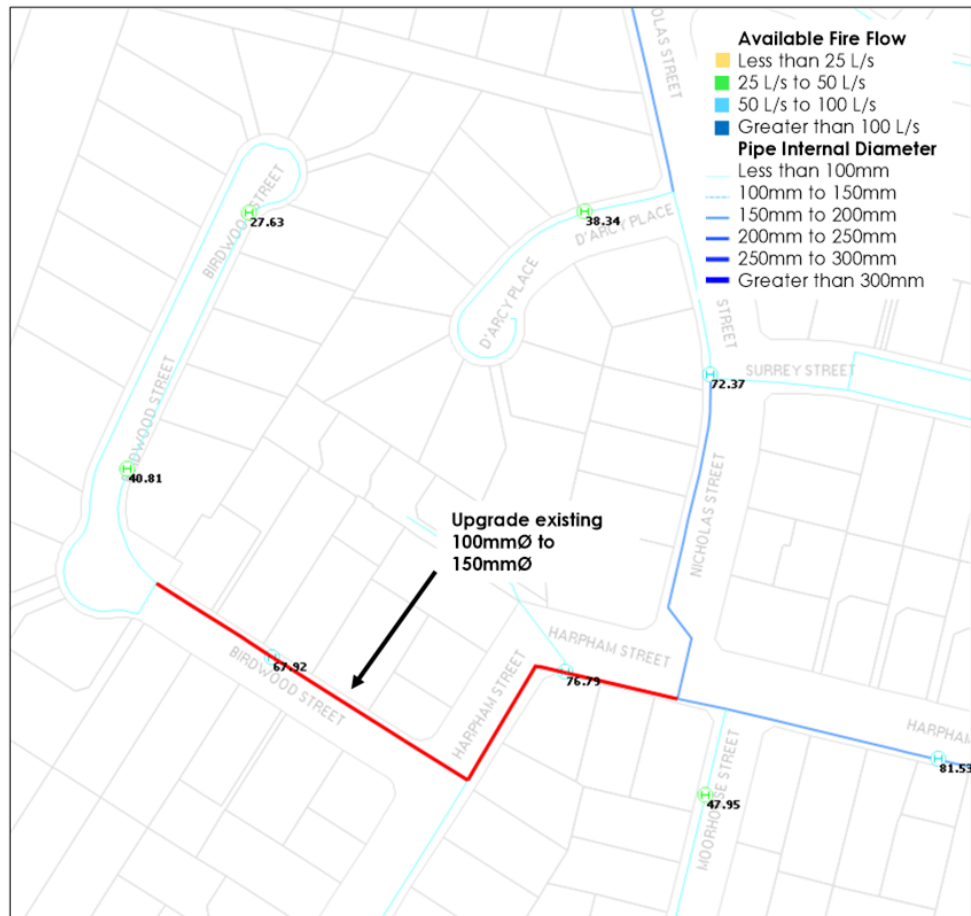 OLAS STREET
Available Fire Flow
Less than 25 L/s
25 L/s to 50 L/s
50 L/s to 100 L/s
Greater than 100 L/s
Pipe Internal Diameter
Less than 100mm
100mm to 150mm
150mm to 200mm
200mm to 250mm
250mm to 300mm
Greater than 300mm
BIRDWOOD STREET
H
27.63
H
38.34
D'ARCY PLACE
D'ARCY PLACE
STREET
H
72.37
SURREY STREET
BIRDWOOD STREET
H
40.81
NICHOLAS STREET
Upgrade existing
100mmØ to
150mmØ
HARPHAM STREET
67.92
BIRDWOOD STREET
HARPHAM STREET
H
76.79
HARPHAM
H
81.53
MOORHOUSE STREET
H
47.95